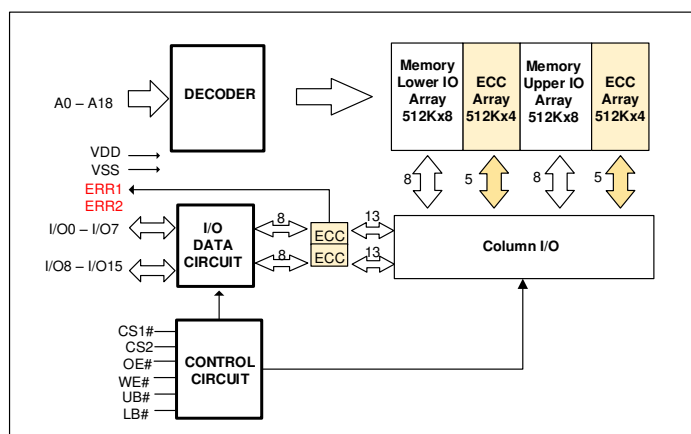 A0 – A18
DECODER
Memory
Lower IO
Array
512Kx8
ECC
Array
512Kx4
Memory
Upper IO
Array
512Kx8
ECC
Array
512Kx4
VDD
VSS
ERR1
ERR2
8
5
8
5
I/O0 – I/O7
I/O8 – I/O15
I/O
DATA
CIRCUIT
8
8
ECC
ECC
13
13
Column I/O
CS1#
CS2
OE#
WE#
UB#
LB#
CONTROL
CIRCUIT